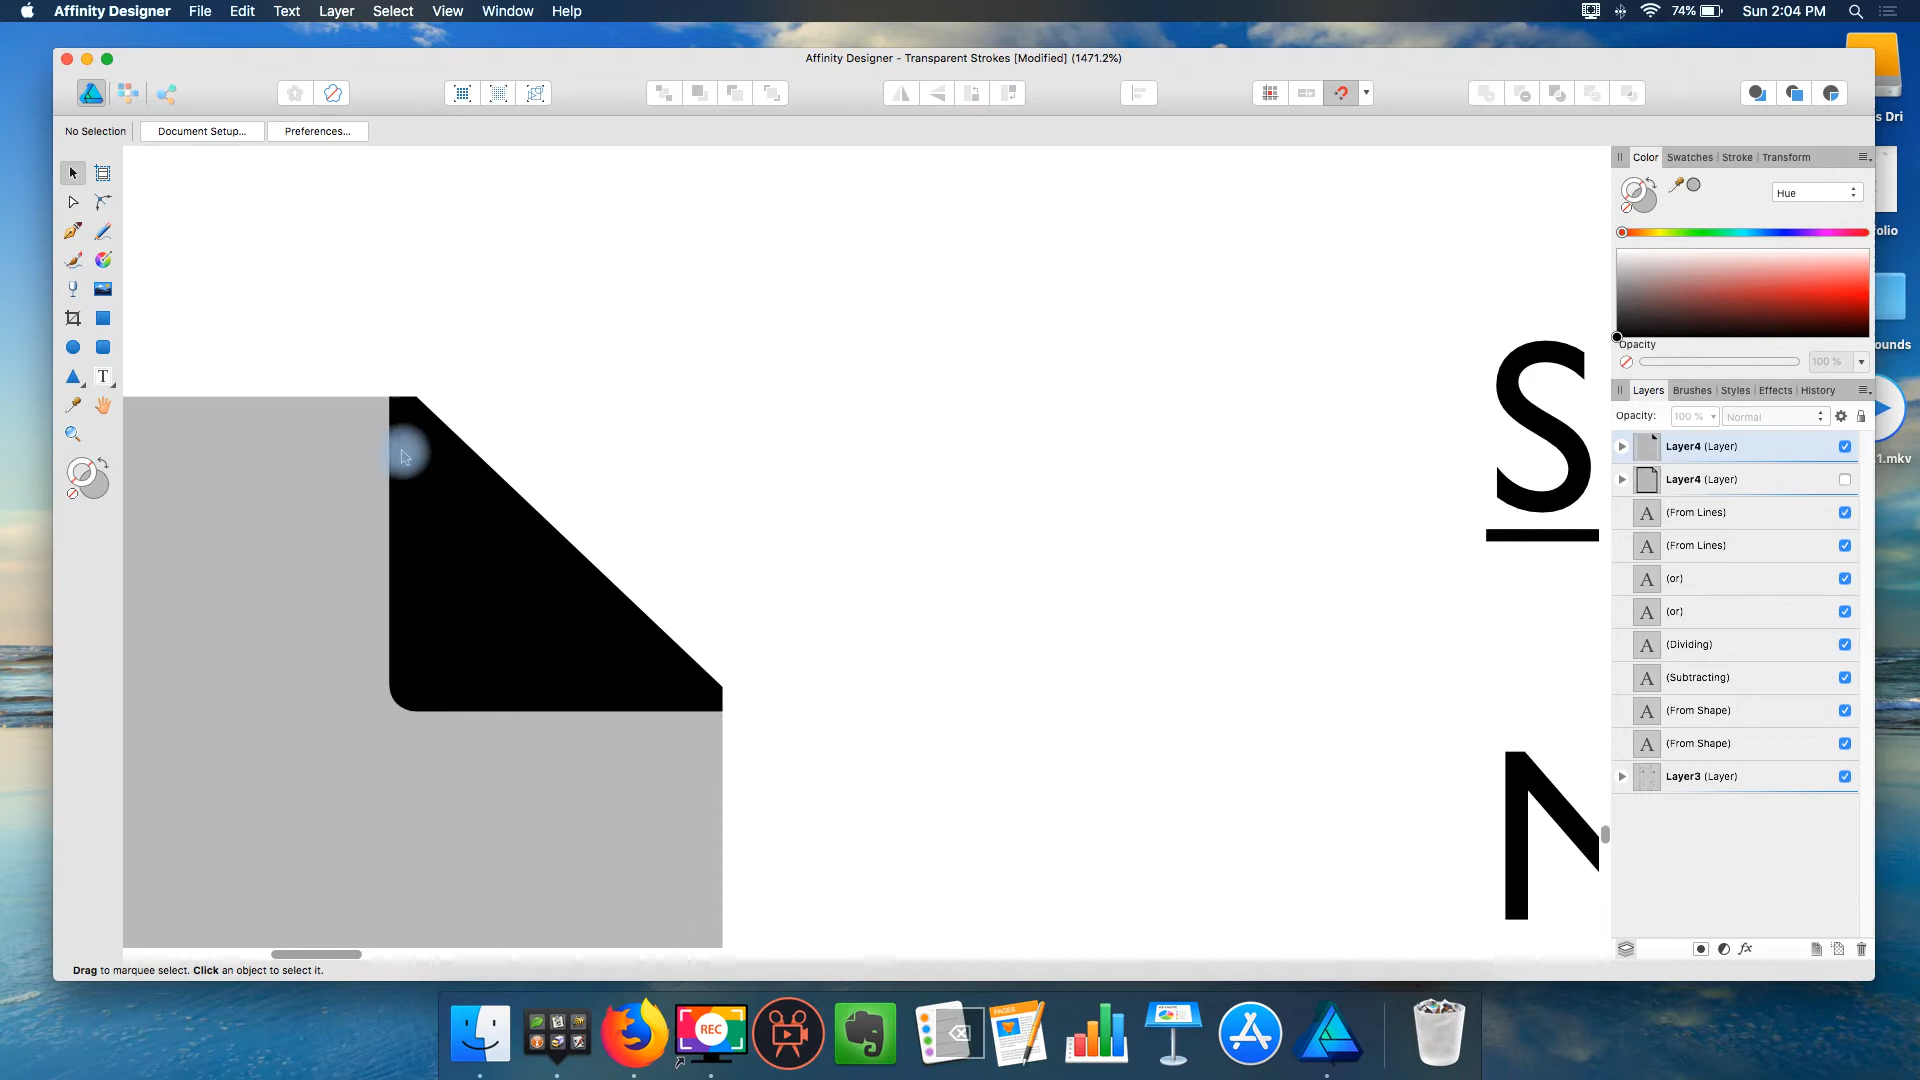 Affinity Designer File Edit Text Layer Select View Window Help 74% Sun 2:04 PM
Affinity Designer - Transparent Strokes [Modified] (1471.2%)
No Selection Document Setup... Preferences...
s Dri
Color Swatches Stroke Transform
Hue
olio
Opacity
100 %
ounds
Layers Brushes Styles Effects History
Opacity: 100 % Normal
Layer4 (Layer)
1.mkv
Layer4 (Layer)
A (From Lines)
A (From Lines)
A (or)
A (or)
A (Dividing)
A (Subtracting)
A (From Shape)
A (From Shape)
Layer3 (Layer)
fx
T
S
N
Drag to marquee select. Click an object to select it.
REC
PAGES
KEYNOTE